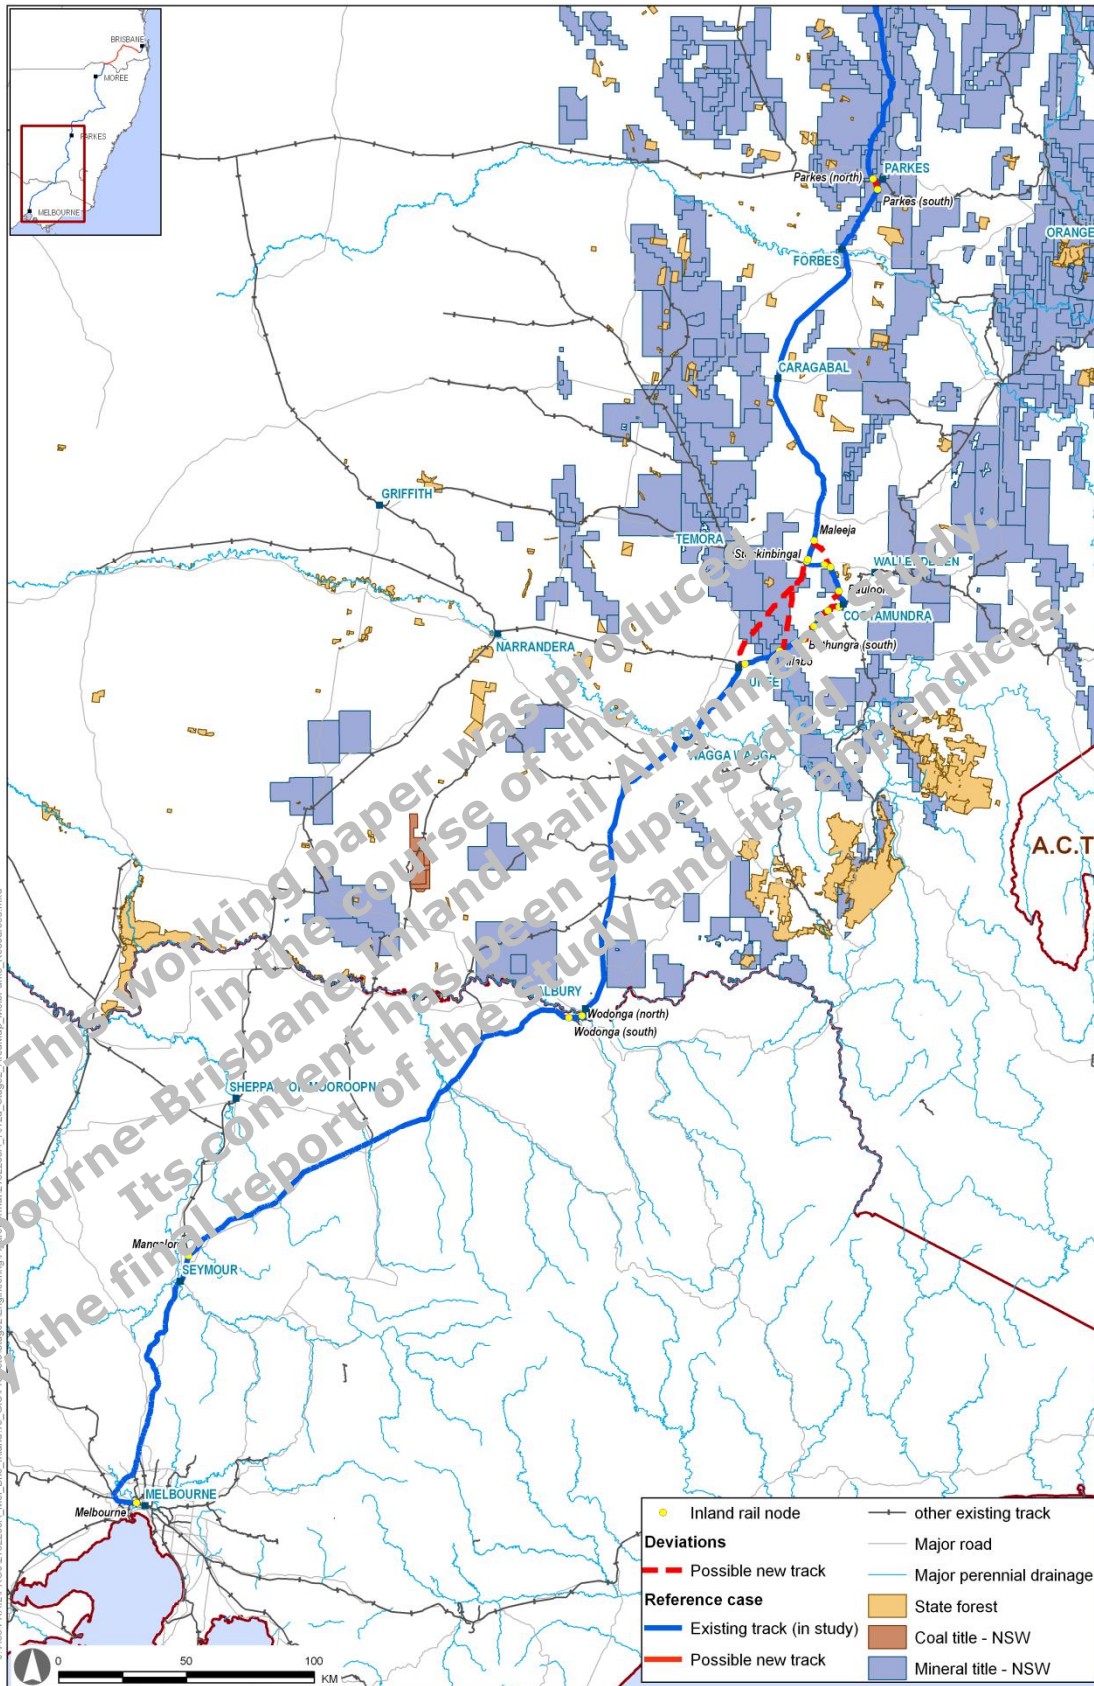 BRISBANE
MOREE
PARKES
MELBOURNE
Parkes (north)
PARKES
Parkes (south)
ORANGE
FORBES
CARAGABAL
GRIFFITH
TEMORA
Maleeja
Stockinbingal
COOTAMUNDRA
NARRANDERA
Bethungra (south)
WAGGA WAGGA
A.C.T
ALBURY
Wodonga (north)
Wodonga (south)
SHEPPARTON-MOOROOPNA
SEYMOUR
MELBOURNE
Melbourne
This working paper was produced
in the course of the
bourne-Brisbane Inland Rail Alignment Study.
Its content has been superseded
y the final report of the study and its appendices.
Inland rail node
Deviations
Possible new track
Reference case
Existing track (in study)
Possible new track
other existing track
Major road
Major perennial drainage
State forest
Coal title - NSW
Mineral title - NSW
0 50 100
KM